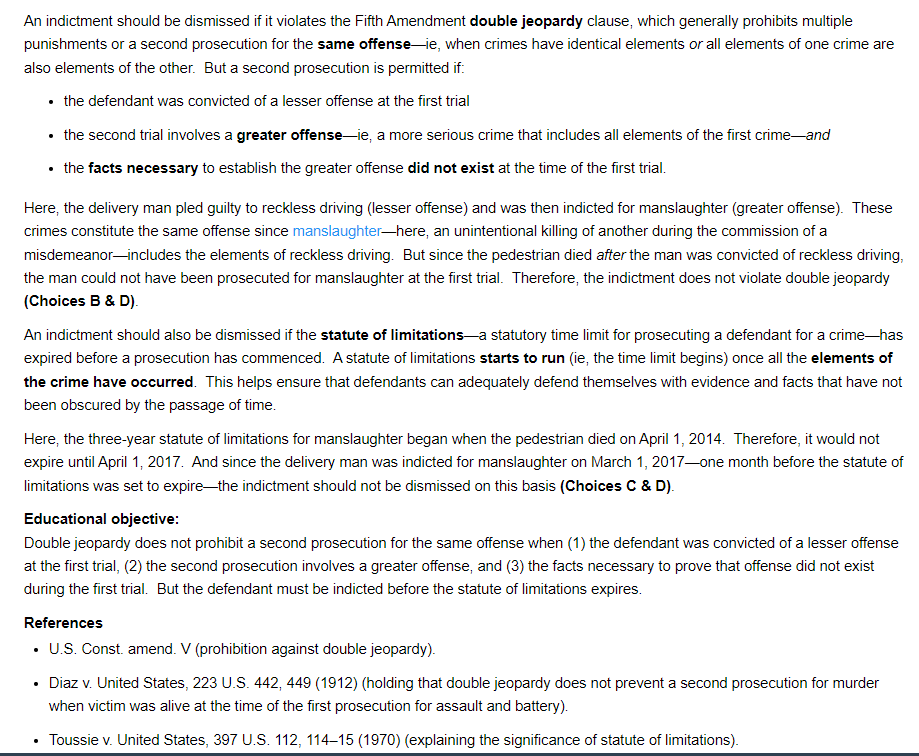 An indictment should be dismissed if it violates the Fifth Amendment double jeopardy clause, which generally prohibits multiple
punishments or a second prosecution for the same offense—ie, when crimes have identical elements or all elements of one crime are
also elements of the other. But a second prosecution is permitted if:
• the defendant was convicted of a lesser offense at the first trial
• the second trial involves a greater offense—ie, a more serious crime that includes all elements of the first crime—and
• the facts necessary to establish the greater offense did not exist at the time of the first trial.
Here, the delivery man pled guilty to reckless driving (lesser offense) and was then indicted for manslaughter (greater offense). These
crimes constitute the same offense since manslaughter—here, an unintentional killing of another during the commission of a
misdemeanor—includes the elements of reckless driving. But since the pedestrian died after the man was convicted of reckless driving,
the man could not have been prosecuted for manslaughter at the first trial. Therefore, the indictment does not violate double jeopardy
(Choices B & D).
An indictment should also be dismissed if the statute of limitations—a statutory time limit for prosecuting a defendant for a crime—has
expired before a prosecution has commenced. A statute of limitations starts to run (ie, the time limit begins) once all the elements of
the crime have occurred. This helps ensure that defendants can adequately defend themselves with evidence and facts that have not
been obscured by the passage of time.
Here, the three-year statute of limitations for manslaughter began when the pedestrian died on April 1, 2014. Therefore, it would not
expire until April 1, 2017. And since the delivery man was indicted for manslaughter on March 1, 2017—one month before the statute of
limitations was set to expire—the indictment should not be dismissed on this basis (Choices C & D).
Educational objective:
Double jeopardy does not prohibit a second prosecution for the same offense when (1) the defendant was convicted of a lesser offense
at the first trial, (2) the second prosecution involves a greater offense, and (3) the facts necessary to prove that offense did not exist
during the first trial. But the defendant must be indicted before the statute of limitations expires.
References
• U.S. Const. amend. V (prohibition against double jeopardy).
• Diaz v. United States, 223 U.S. 442, 449 (1912) (holding that double jeopardy does not prevent a second prosecution for murder
when victim was alive at the time of the first prosecution for assault and battery).
• Toussie v. United States, 397 U.S. 112, 114–15 (1970) (explaining the significance of statute of limitations).